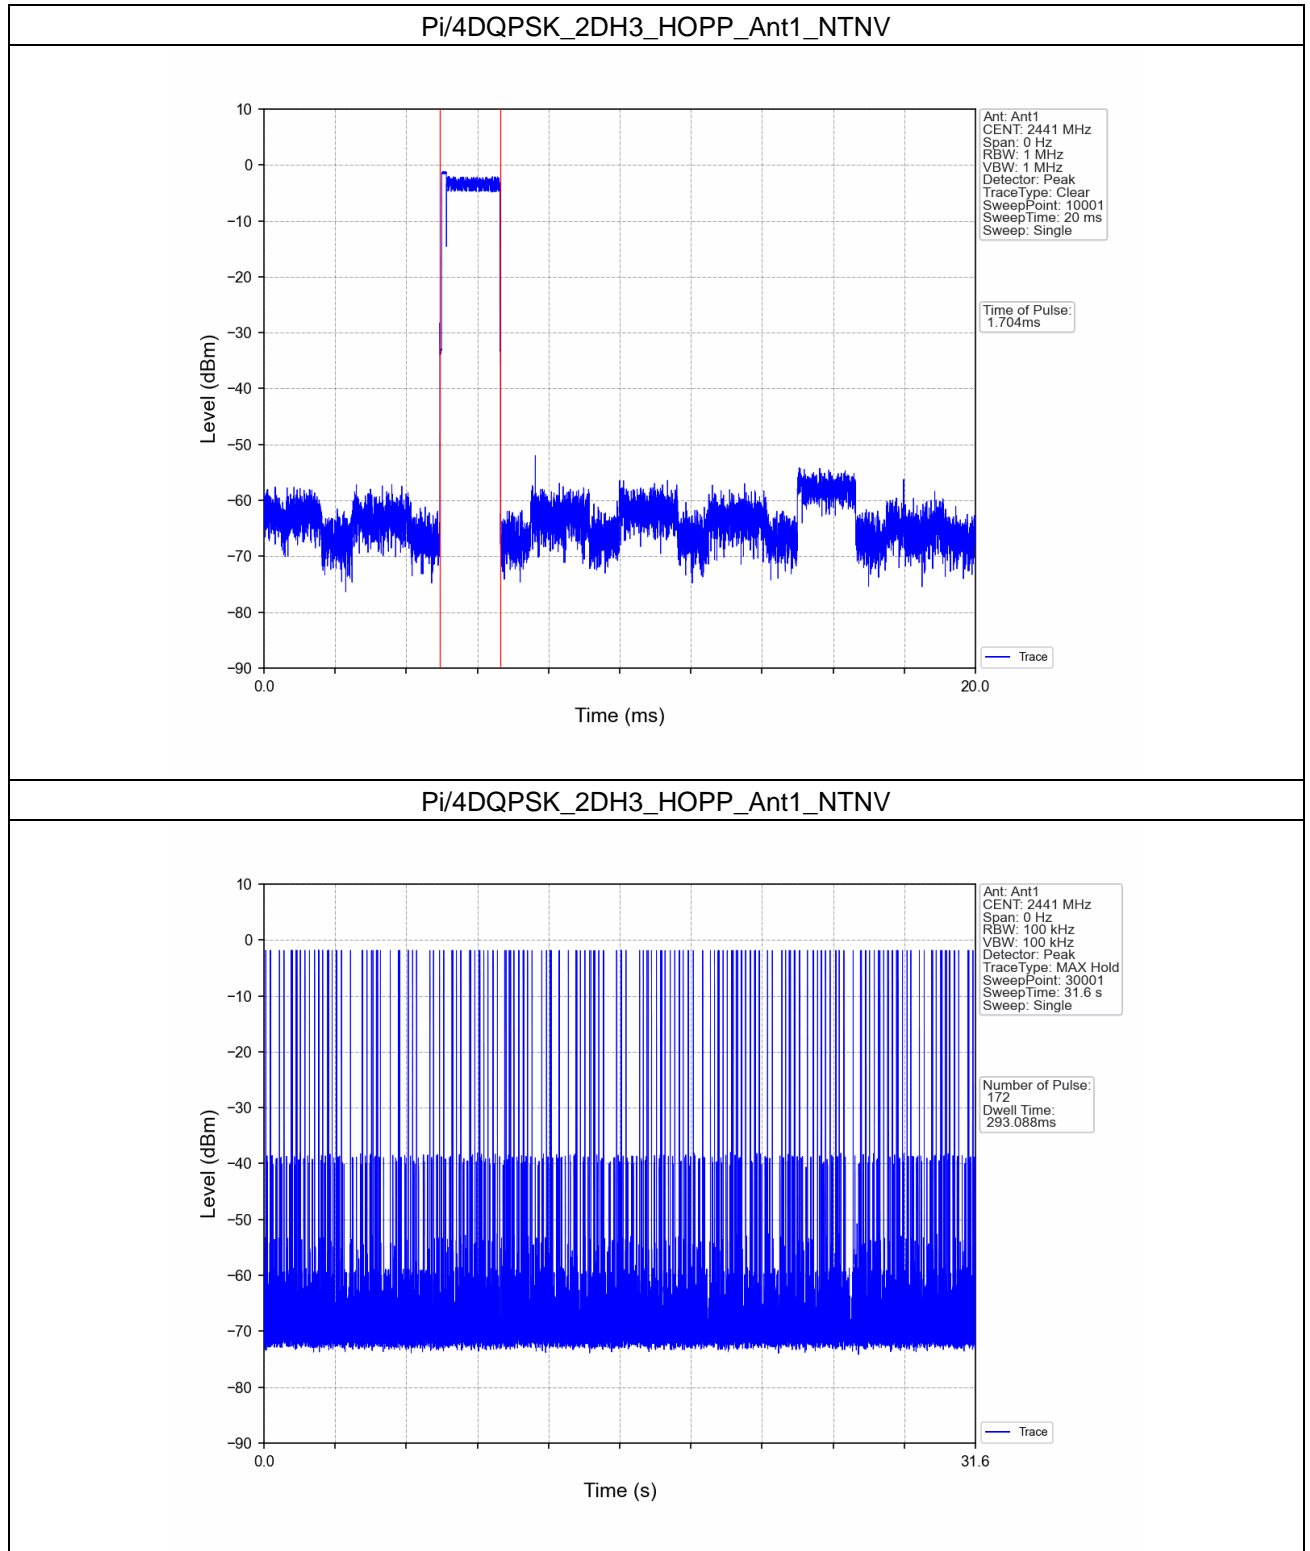 Pi/4DQPSK_2DH3_HOPP_Ant1_NTNV
10
0
−10
−20
−30
−40
−50
−60
−70
−80
−90
Level (dBm)
0.0
20.0
Time (ms)
Ant: Ant1
CENT: 2441 MHz
Span: 0 Hz
RBW: 1 MHz
VBW: 1 MHz
Detector: Peak
TraceType: Clear
SweepPoint: 10001
SweepTime: 20 ms
Sweep: Single
Time of Pulse:
1.704ms
Trace
Pi/4DQPSK_2DH3_HOPP_Ant1_NTNV
10
0
−10
−20
−30
−40
−50
−60
−70
−80
−90
Level (dBm)
0.0
31.6
Time (s)
Ant: Ant1
CENT: 2441 MHz
Span: 0 Hz
RBW: 100 kHz
VBW: 100 kHz
Detector: Peak
TraceType: MAX Hold
SweepPoint: 30001
SweepTime: 31.6 s
Sweep: Single
Number of Pulse:
172
Dwell Time:
293.088ms
Trace